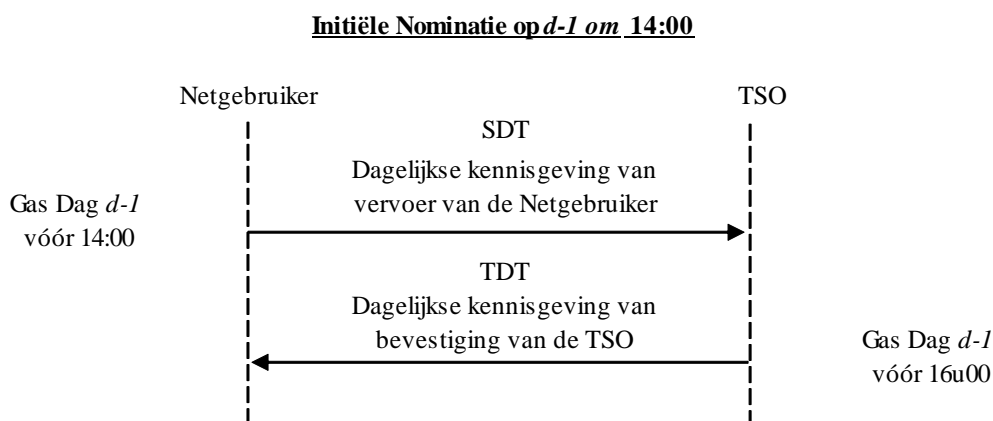 Initiële Nominatie op d-1 om 14:00
Netgebruiker
TSO
SDT
Dagelijkse kennisgeving van
vervoer van de Netgebruiker
Gas Dag d-1
vóór 14:00
TDT
Dagelijkse kennisgeving van
bevestiging van de TSO
Gas Dag d-1
vóór 16u00